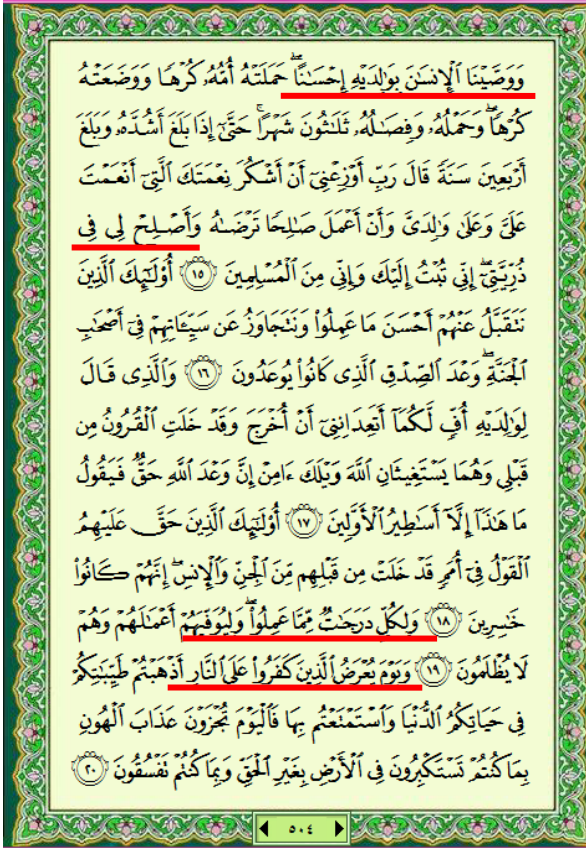 وَوَصَّيْنَا ٱلْإِنسَـٰنَ بِوَٰلِدَيْهِ إِحْسَـٰنًا ۖ حَمَلَتْهُ أُمُّهُۥ كُرْهًا وَوَضَعَتْهُ
كُرْهًا ۖ وَحَمْلُهُۥ وَفِصَـٰلُهُۥ ثَلَـٰثُونَ شَهْرًا ۚ حَتَّىٰٓ إِذَا بَلَغَ أَشُدَّهُۥ وَبَلَغَ
أَرْبَعِينَ سَنَةً قَالَ رَبِّ أَوْزِعْنِىٓ أَنْ أَشْكُرَ نِعْمَتَكَ ٱلَّتِىٓ أَنْعَمْتَ
عَلَىَّ وَعَلَىٰ وَٰلِدَىَّ وَأَنْ أَعْمَلَ صَـٰلِحًا تَرْضَىٰهُ وَأَصْلِحْ لِى فِى
ذُرِّيَّتِىٓ ۖ إِنِّى تُبْتُ إِلَيْكَ وَإِنِّى مِنَ ٱلْمُسْلِمِينَ ١٥ أُو۟لَـٰٓئِكَ ٱلَّذِينَ
نَتَقَبَّلُ عَنْهُمْ أَحْسَنَ مَا عَمِلُوا۟ وَنَتَجَاوَزُ عَن سَيِّـَٔاتِهِمْ فِىٓ أَصْحَـٰبِ
ٱلْجَنَّةِ ۖ وَعْدَ ٱلصِّدْقِ ٱلَّذِى كَانُوا۟ يُوعَدُونَ ١٦ وَٱلَّذِى قَالَ
لِوَٰلِدَيْهِ أُفٍّ لَّكُمَآ أَتَعِدَانِنِىٓ أَنْ أُخْرَجَ وَقَدْ خَلَتِ ٱلْقُرُونُ مِن
قَبْلِى وَهُمَا يَسْتَغِيثَانِ ٱللَّهَ وَيْلَكَ ءَامِنْ إِنَّ وَعْدَ ٱللَّهِ حَقٌّ فَيَقُولُ
مَا هَـٰذَآ إِلَّآ أَسَـٰطِيرُ ٱلْأَوَّلِينَ ١٧ أُو۟لَـٰٓئِكَ ٱلَّذِينَ حَقَّ عَلَيْهِمُ
ٱلْقَوْلُ فِىٓ أُمَمٍ قَدْ خَلَتْ مِن قَبْلِهِم مِّنَ ٱلْجِنِّ وَٱلْإِنسِ ۖ إِنَّهُمْ كَانُوا۟
خَـٰسِرِينَ ١٨ وَلِكُلٍّ دَرَجَـٰتٌ مِّمَّا عَمِلُوا۟ ۖ وَلِيُوَفِّيَهُمْ أَعْمَـٰلَهُمْ وَهُمْ
لَا يُظْلَمُونَ ١٩ وَيَوْمَ يُعْرَضُ ٱلَّذِينَ كَفَرُوا۟ عَلَى ٱلنَّارِ أَذْهَبْتُمْ طَيِّبَـٰتِكُمْ
فِى حَيَاتِكُمُ ٱلدُّنْيَا وَٱسْتَمْتَعْتُم بِهَا فَٱلْيَوْمَ تُجْزَوْنَ عَذَابَ ٱلْهُونِ
بِمَا كُنتُمْ تَسْتَكْبِرُونَ فِى ٱلْأَرْضِ بِغَيْرِ ٱلْحَقِّ وَبِمَا كُنتُمْ تَفْسُقُونَ ٢٠
٥٠٤